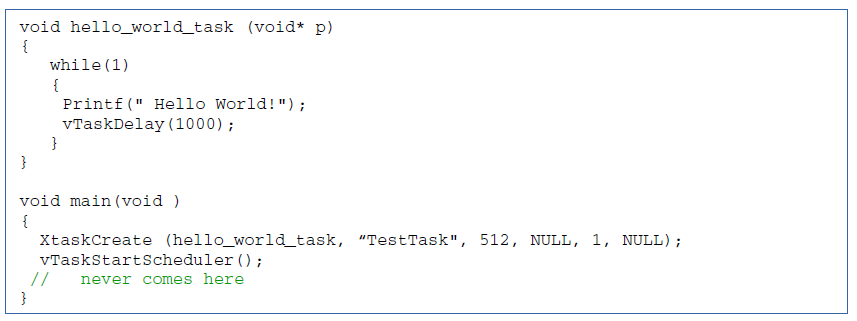 void hello_world_task (void* p)
{
while(1)
{
Printf(" Hello World!");
vTaskDelay(1000);
}
}
void main(void )
{
XtaskCreate (hello_world_task, “TestTask", 512, NULL, 1, NULL);
vTaskStartScheduler();
// never comes here
}